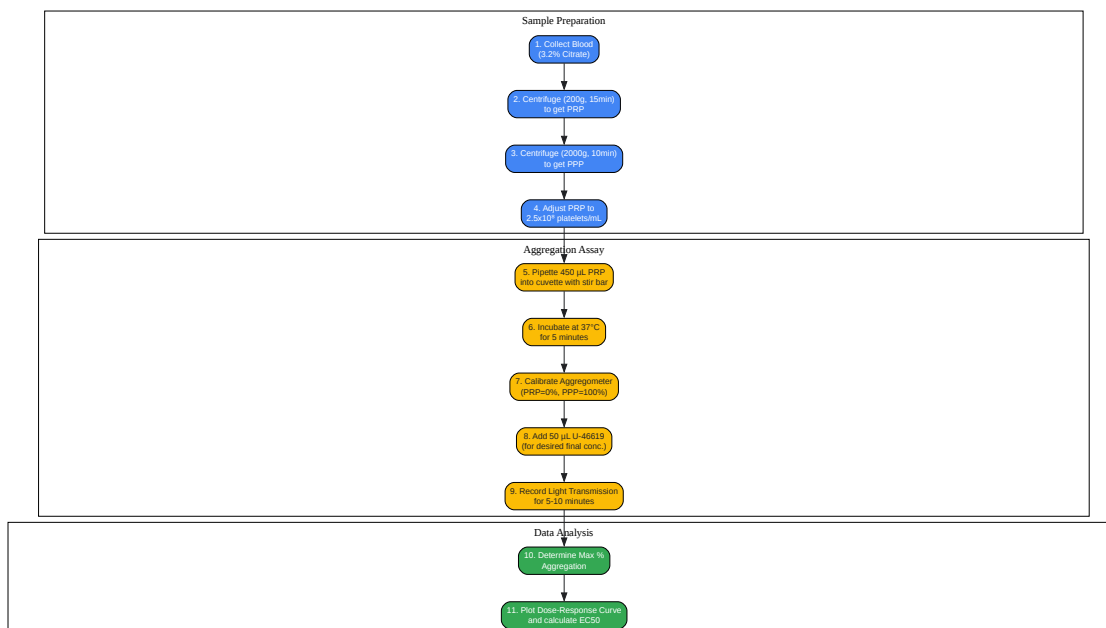 Sample Preparation
1. Collect Blood
(3.2% Citrate)
2. Centrifuge (200g, 15min)
to get PRP
3. Centrifuge (2000g, 10min)
to get PPP
4. Adjust PRP to
2.5x10⁸ platelets/mL
Aggregation Assay
5. Pipette 450 µL PRP
into cuvette with stir bar
6. Incubate at 37°C
for 5 minutes
7. Calibrate Aggregometer
(PRP=0%, PPP=100%)
8. Add 50 µL U-46619
(for desired final conc.)
9. Record Light Transmission
for 5-10 minutes
Data Analysis
10. Determine Max %
Aggregation
11. Plot Dose-Response Curve
and calculate EC50